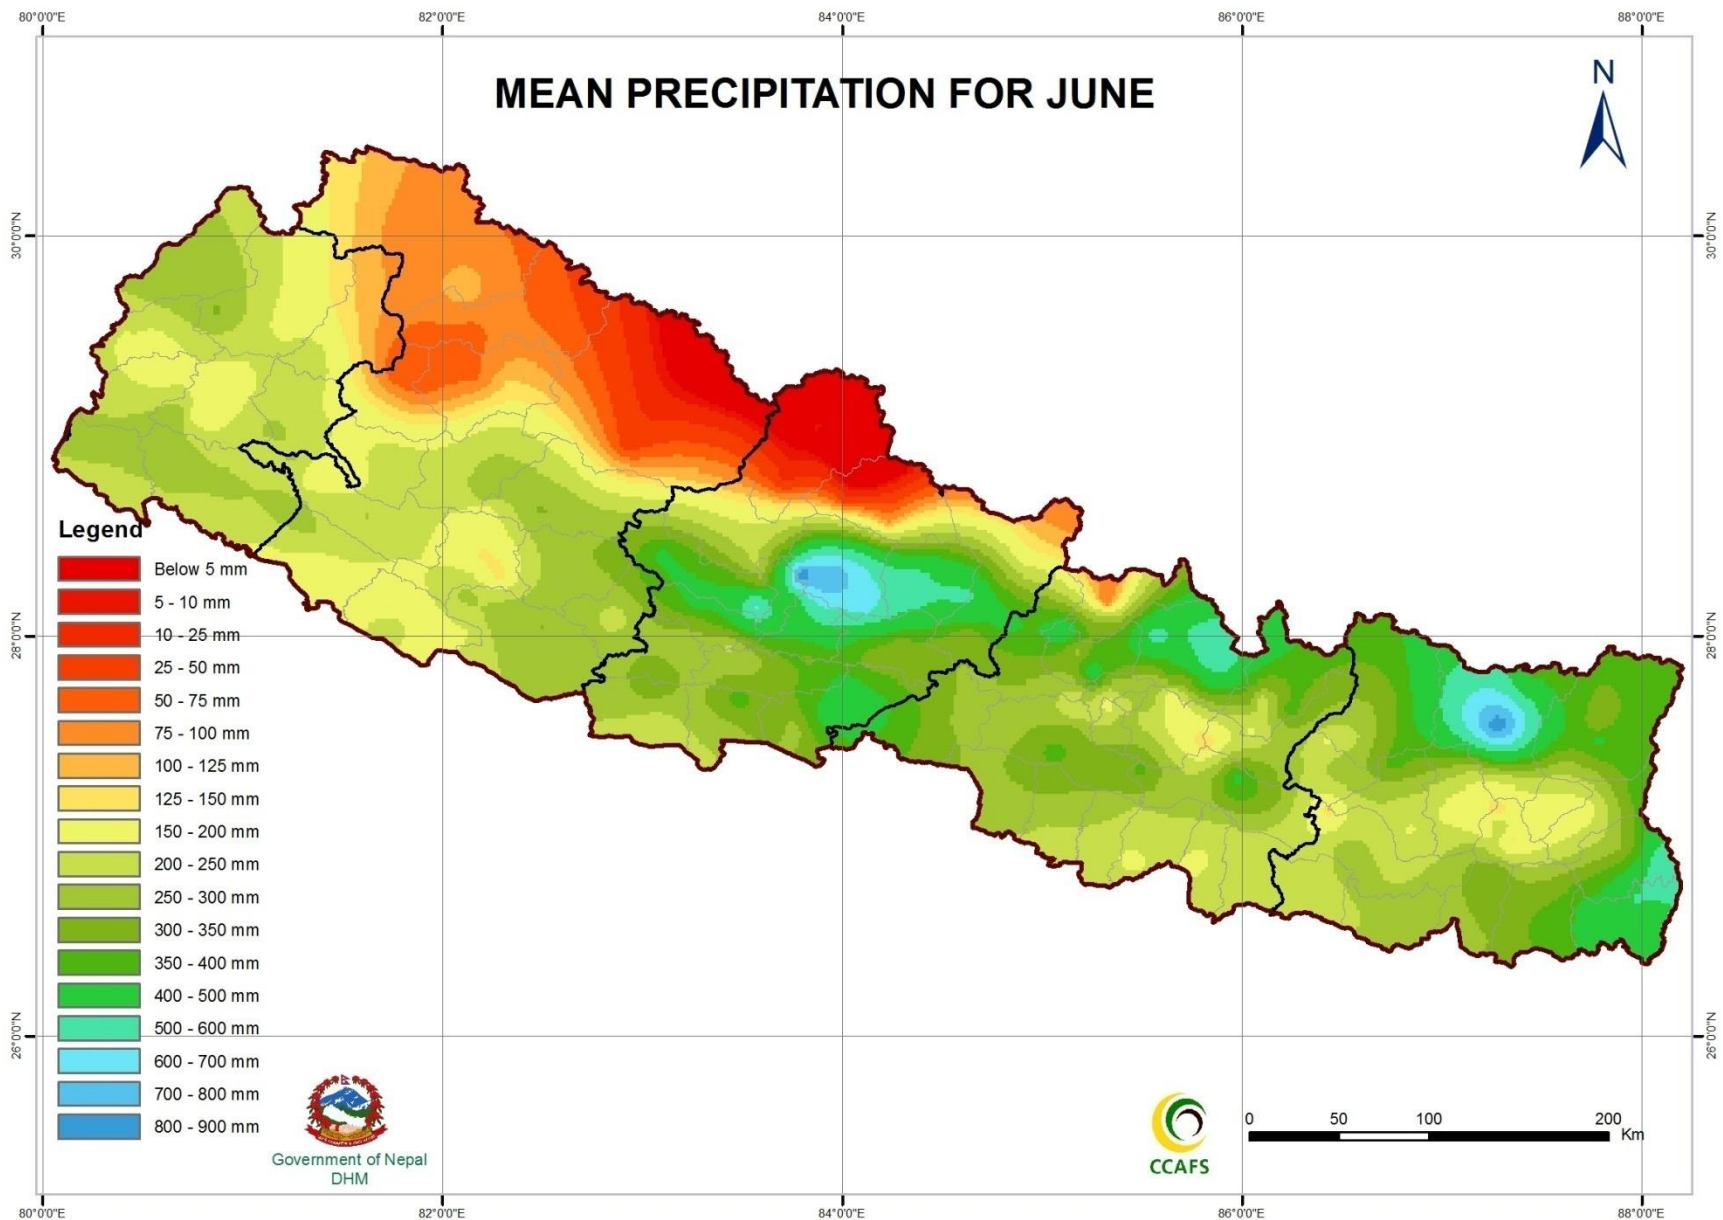 80°0'0"E 82°0'0"E 84°0'0"E 86°0'0"E 88°0'0"E
MEAN PRECIPITATION FOR JUNE
N
30°0'0"N 30°0'0"N
28°0'0"N 28°0'0"N
26°0'0"N 26°0'0"N
Legend
Below 5 mm
5 - 10 mm
10 - 25 mm
25 - 50 mm
50 - 75 mm
75 - 100 mm
100 - 125 mm
125 - 150 mm
150 - 200 mm
200 - 250 mm
250 - 300 mm
300 - 350 mm
350 - 400 mm
400 - 500 mm
500 - 600 mm
600 - 700 mm
700 - 800 mm
800 - 900 mm
Government of Nepal
DHM
CCAFS
0 50 100 200
Km
80°0'0"E 82°0'0"E 84°0'0"E 86°0'0"E 88°0'0"E